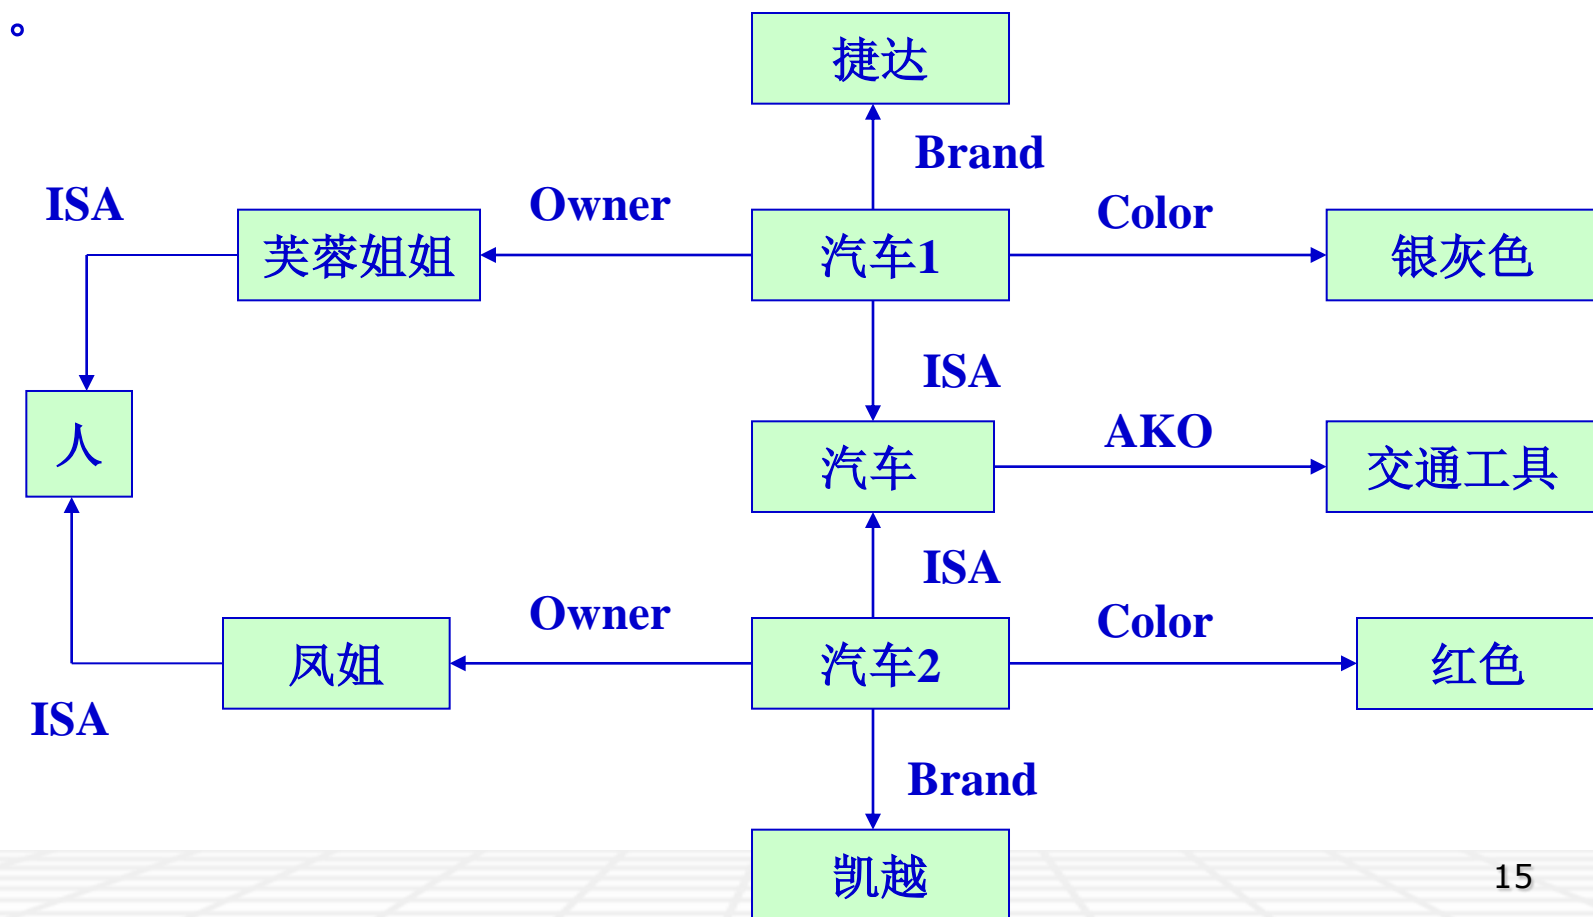 。
捷达
Brand
ISA
Owner
Color
芙蓉姐姐
汽车1
银灰色
ISA
AKO
人
汽车
交通工具
ISA
Owner
Color
凤姐
汽车2
红色
ISA
Brand
凯越
15